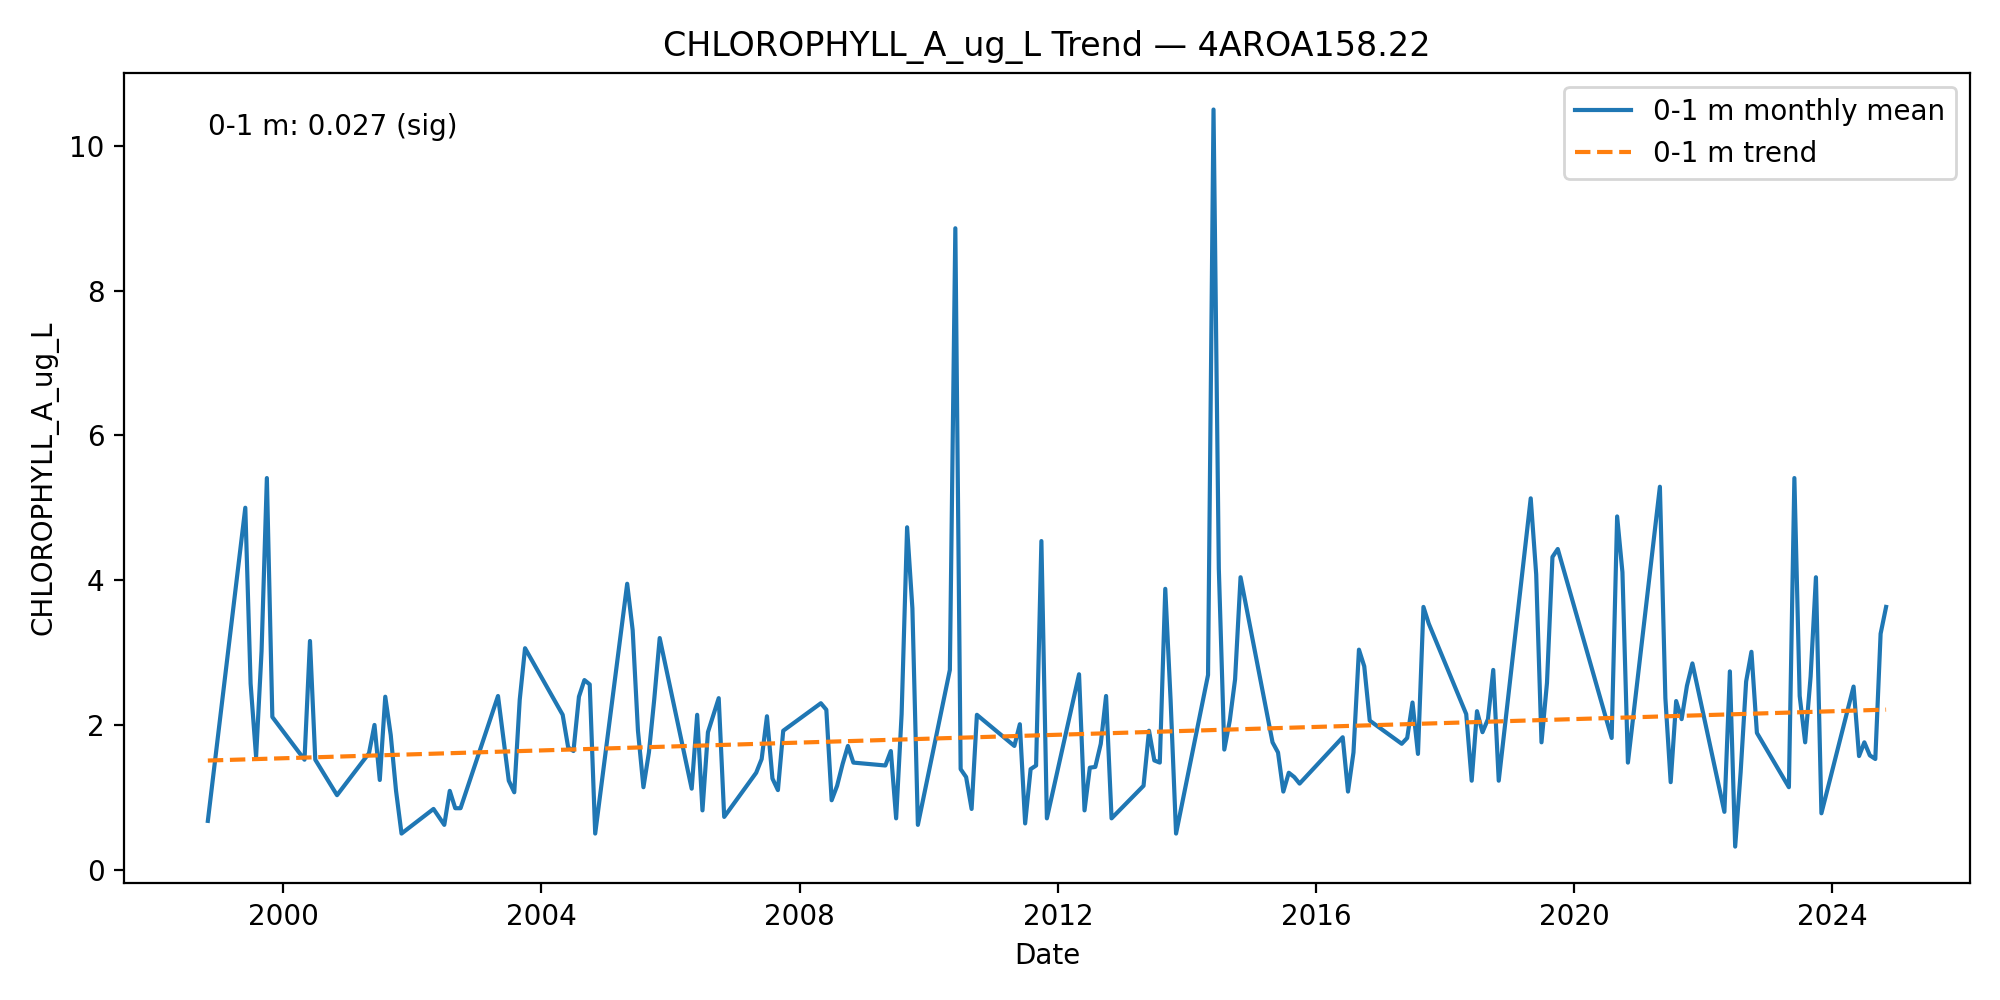 CHLOROPHYLL_A_ug_L Trend — 4AROA158.22
0-1 m: 0.027 (sig)
0-1 m monthly mean
0-1 m trend
CHLOROPHYLL_A_ug_L
10
8
6
4
2
0
2000
2004
2008
2012
2016
2020
2024
Date